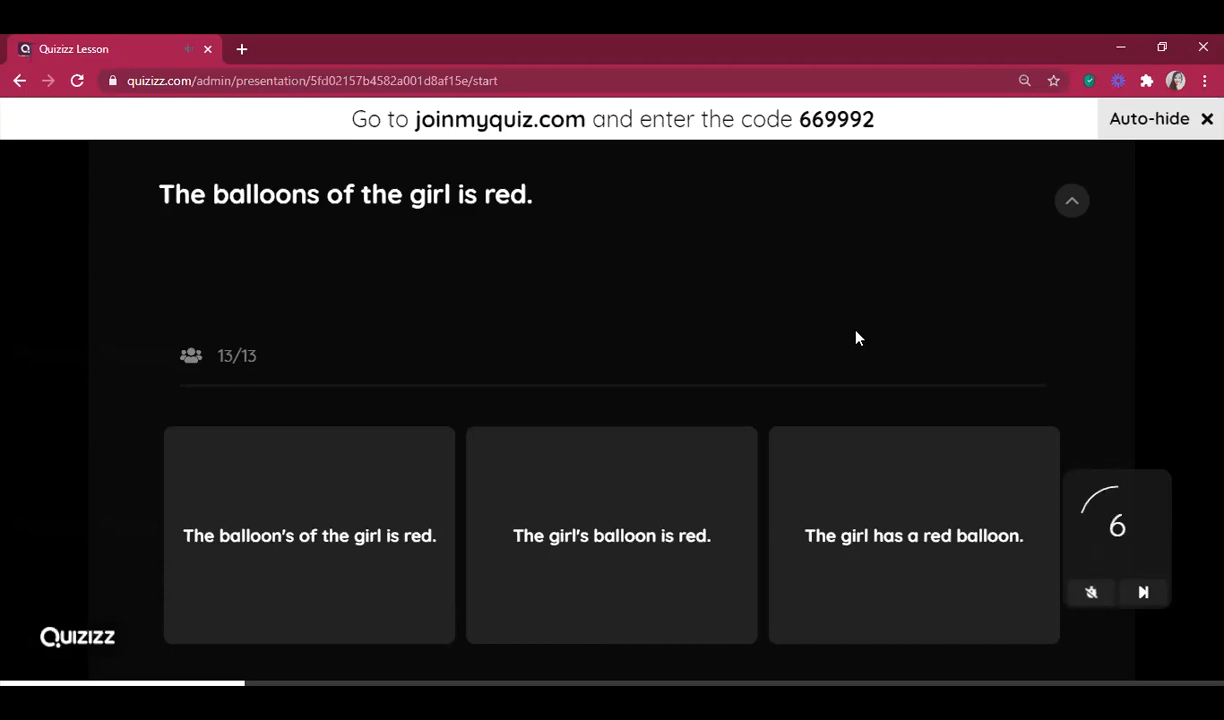 Quizizz Lesson
quizizz.com/admin/presentation/5fd02157b4582a001d8af15e/start
Go to joinmyquiz.com and enter the code 669992
Auto-hide
The balloons of the girl is red.
13/13
The balloon's of the girl is red.
The girl's balloon is red.
The girl has a red balloon.
6
Quizizz